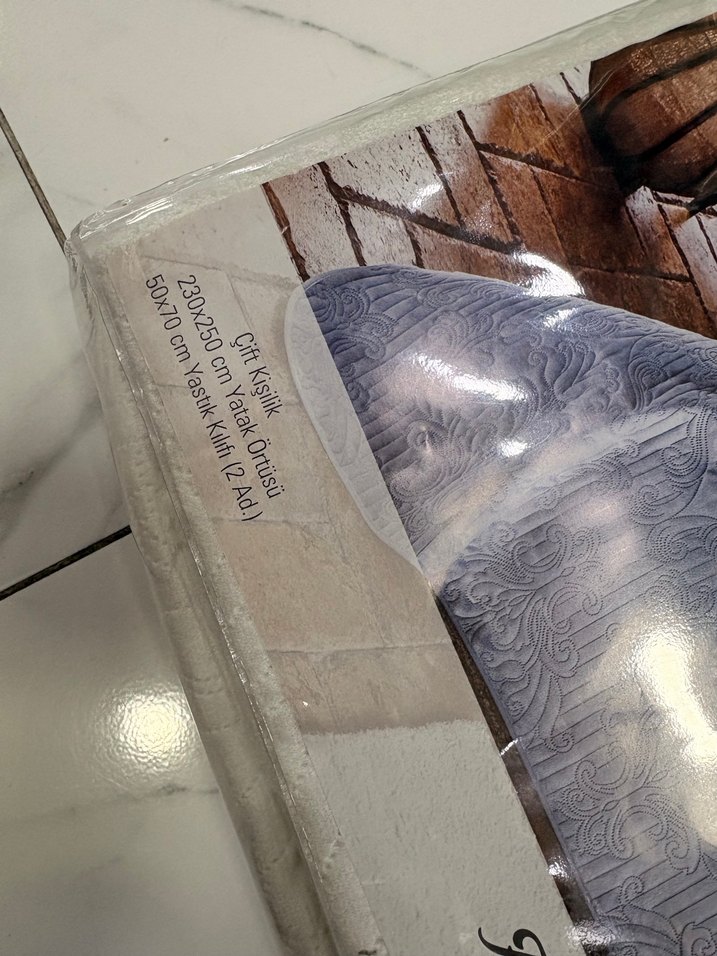 Çift Kişilik
230x250 cm Yatak Örtüsü
50x70 cm Yastık Kılıfı (2 Ad.)